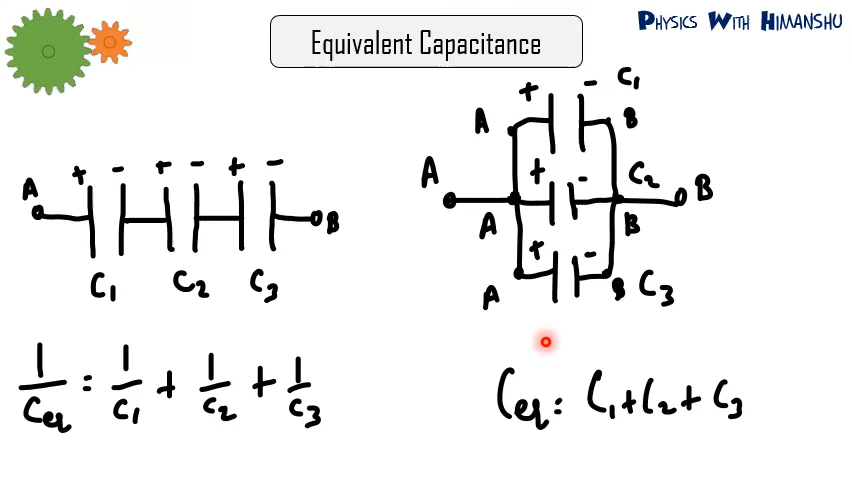 Physics With Himanshu
Equivalent Capacitance
A + - + - + - B
C1 C2 C3
1/Ceq = 1/C1 + 1/C2 + 1/C3
+ - C1
A B
A + - C2 B
A B
+ - C3
A B
Ceq = C1 + C2 + C3